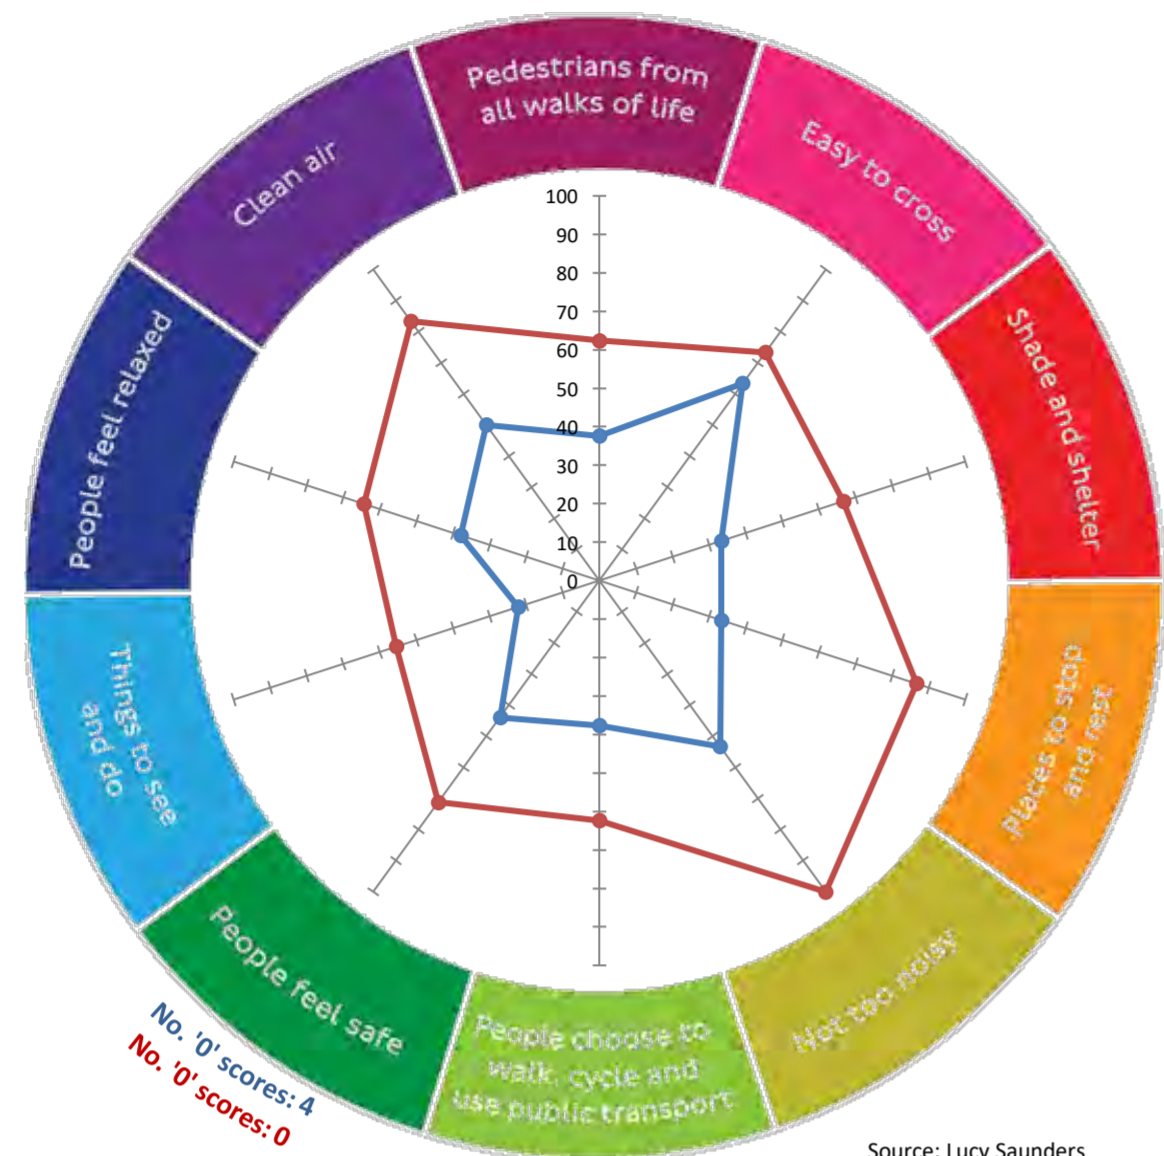 Pedestrians from
all walks of life
Easy to cross
Shade and shelter
Places to stop
and rest
Not too noisy
People choose to
walk, cycle and
use public transport
People feel safe
Things to see
and do
People feel relaxed
Clean air
100
90
80
70
60
50
40
30
20
10
0
No. '0' scores: 4
No. '0' scores: 0
Source: Lucy Saunders